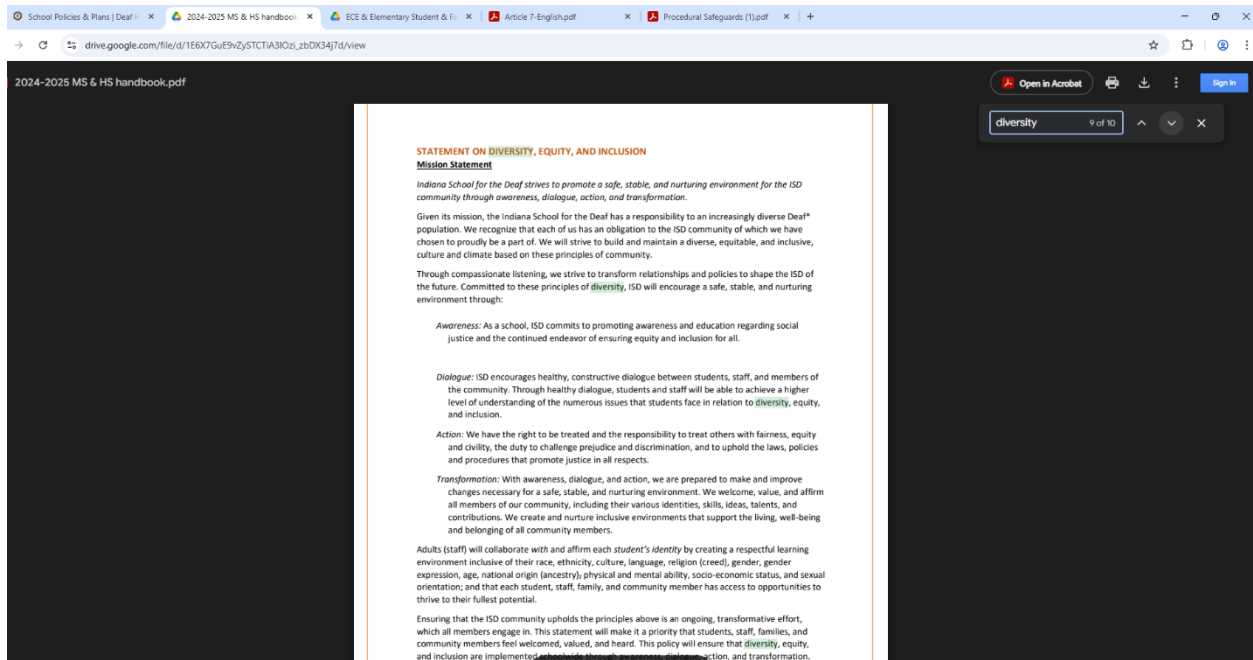 School Policies & Plans | Deaf H
2024-2025 MS & HS handbook
ECE & Elementary Student & Fa
Article 7-English.pdf
Procedural Safeguards (1).pdf
drive.google.com/file/d/1E6X7GuE9vZySTCTiA3IOzi_zbDX34j7d/view
2024-2025 MS & HS handbook.pdf
Open in Acrobat
Sign in
diversity 9 of 10
STATEMENT ON DIVERSITY, EQUITY, AND INCLUSION
Mission Statement
Indiana School for the Deaf strives to promote a safe, stable, and nurturing environment for the ISD
community through awareness, dialogue, action, and transformation.
Given its mission, the Indiana School for the Deaf has a responsibility to an increasingly diverse Deaf*
population. We recognize that each of us has an obligation to the ISD community of which we have
chosen to proudly be a part of. We will strive to build and maintain a diverse, equitable, and inclusive,
culture and climate based on these principles of community.
Through compassionate listening, we strive to transform relationships and policies to shape the ISD of
the future. Committed to these principles of diversity, ISD will encourage a safe, stable, and nurturing
environment through:
Awareness: As a school, ISD commits to promoting awareness and education regarding social
justice and the continued endeavor of ensuring equity and inclusion for all.
Dialogue: ISD encourages healthy, constructive dialogue between students, staff, and members of
the community. Through healthy dialogue, students and staff will be able to achieve a higher
level of understanding of the numerous issues that students face in relation to diversity, equity,
and inclusion.
Action: We have the right to be treated and the responsibility to treat others with fairness, equity
and civility, the duty to challenge prejudice and discrimination, and to uphold the laws, policies
and procedures that promote justice in all respects.
Transformation: With awareness, dialogue, and action, we are prepared to make and improve
changes necessary for a safe, stable, and nurturing environment. We welcome, value, and affirm
all members of our community, including their various identities, skills, ideas, talents, and
contributions. We create and nurture inclusive environments that support the living, well-being
and belonging of all community members.
Adults (staff) will collaborate with and affirm each student's identity by creating a respectful learning
environment inclusive of their race, ethnicity, culture, language, religion (creed), gender, gender
expression, age, national origin (ancestry); physical and mental ability, socio-economic status, and sexual
orientation; and that each student, staff, family, and community member has access to opportunities to
thrive to their fullest potential.
Ensuring that the ISD community upholds the principles above is an ongoing, transformative effort,
which all members engage in. This statement will make it a priority that students, staff, families, and
community members feel welcomed, valued, and heard. This policy will ensure that diversity, equity,
and inclusion are implemented schoolwide through awareness, dialogue, action, and transformation.